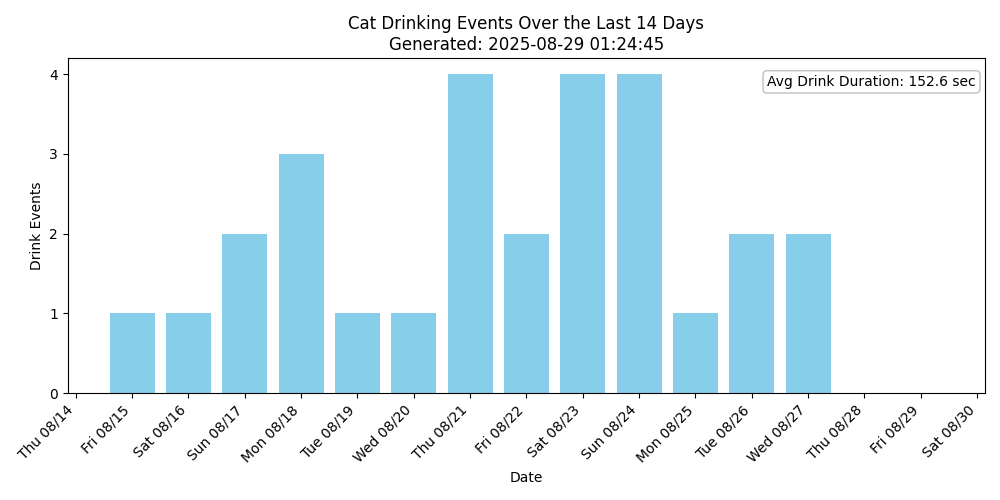 Cat Drinking Events Over the Last 14 Days
Generated: 2025-08-29 01:24:45
Avg Drink Duration: 152.6 sec
Drink Events
4
3
2
1
0
Thu 08/14
Fri 08/15
Sat 08/16
Sun 08/17
Mon 08/18
Tue 08/19
Wed 08/20
Thu 08/21
Fri 08/22
Sat 08/23
Sun 08/24
Mon 08/25
Tue 08/26
Wed 08/27
Thu 08/28
Fri 08/29
Sat 08/30
Date